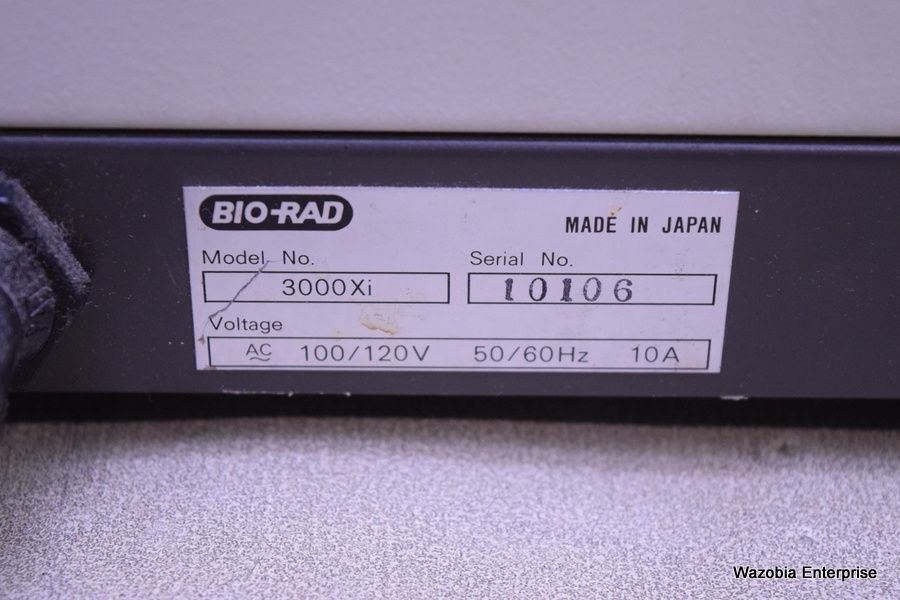 BIO-RAD
MADE IN JAPAN
Model No.
Serial No.
3000Xi
10106
Voltage
AC 100/120V 50/60Hz 10A
Wazobia Enterprise